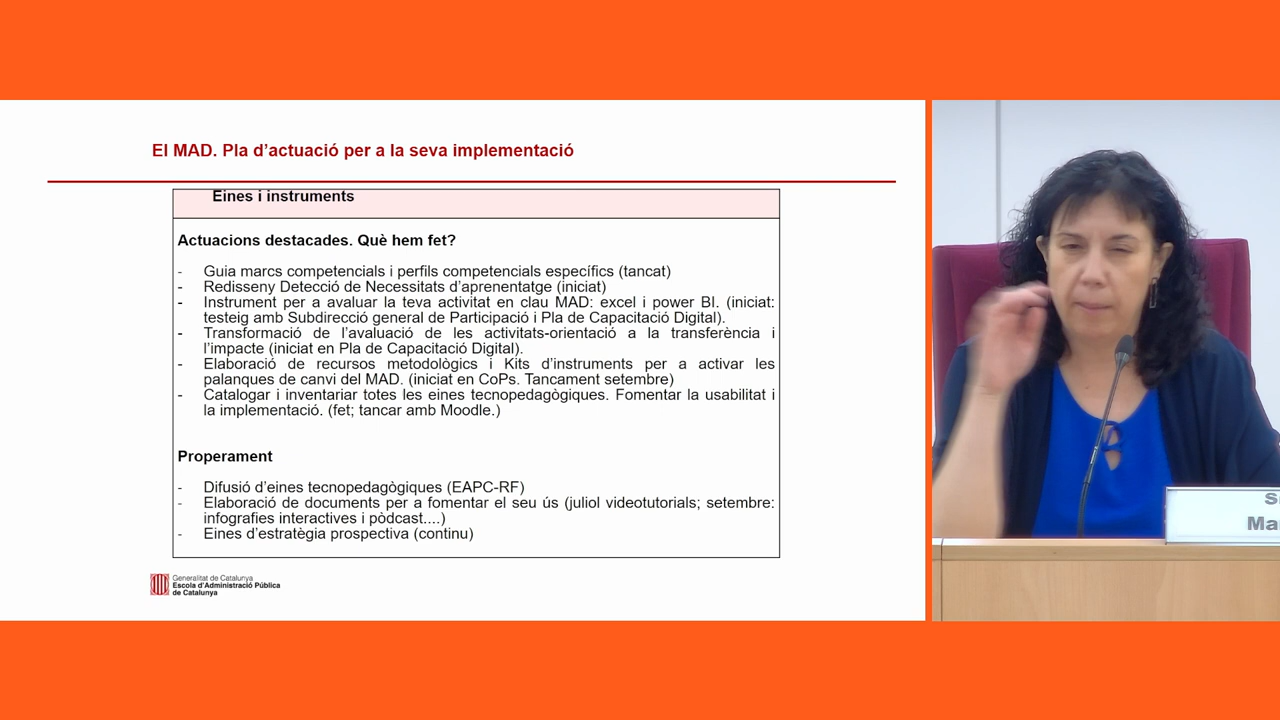 El MAD. Pla d'actuació per a la seva implementació
Eines i instruments
Actuacions destacades. Què hem fet?
- Guia marcs competencials i perfils competencials específics (tancat)
- Redisseny Detecció de Necessitats d'aprenentatge (iniciat)
- Instrument per a avaluar la teva activitat en clau MAD: excel i power BI. (iniciat:
testeig amb Subdirecció general de Participació i Pla de Capacitació Digital).
- Transformació de l'avaluació de les activitats-orientació a la transferència i
l'impacte (iniciat en Pla de Capacitació Digital).
- Elaboració de recursos metodològics i Kits d'instruments per a activar les
palanques de canvi del MAD. (iniciat en CoPs. Tancament setembre)
- Catalogar i inventariar totes les eines tecnopedagògiques. Fomentar la usabilitat i
la implementació. (fet; tancar amb Moodle.)
Properament
- Difusió d'eines tecnopedagògiques (EAPC-RF)
- Elaboració de documents per a fomentar el seu ús (juliol videotutorials; setembre:
infografies interactives i pòdcast....)
- Eines d'estratègia prospectiva (continu)
Generalitat de Catalunya
Escola d'Administració Pública
de Catalunya
Ma